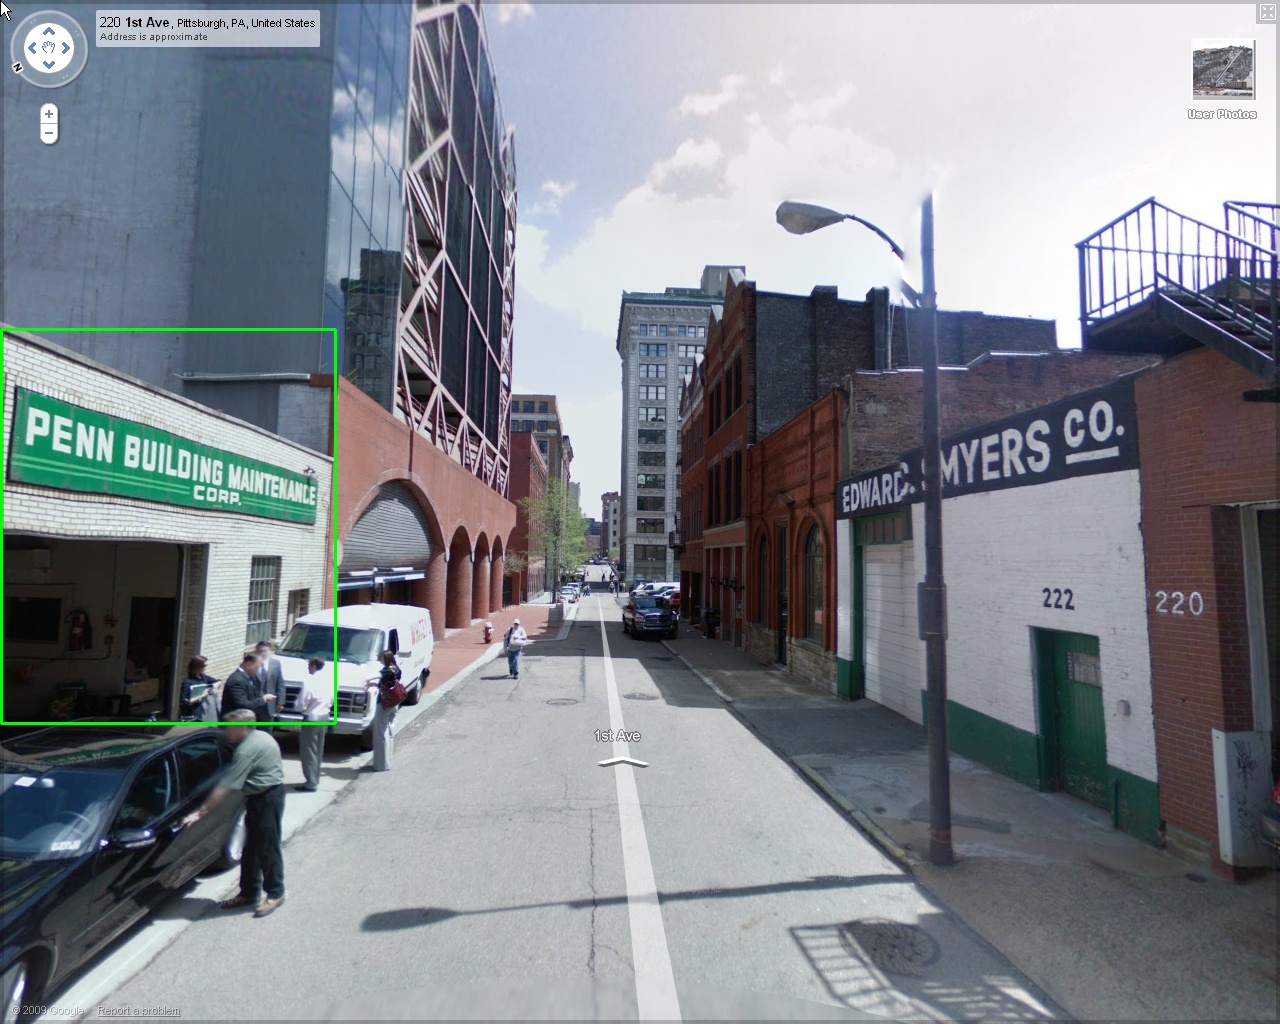 220 1st Ave, Pittsburgh, PA, United States
Address is approximate
N
User Photos
PENN BUILDING MAINTENANCE
CORP.
EDWARD
MYERS CO.
222
220
1st Ave
© 2009 Google
Report a problem